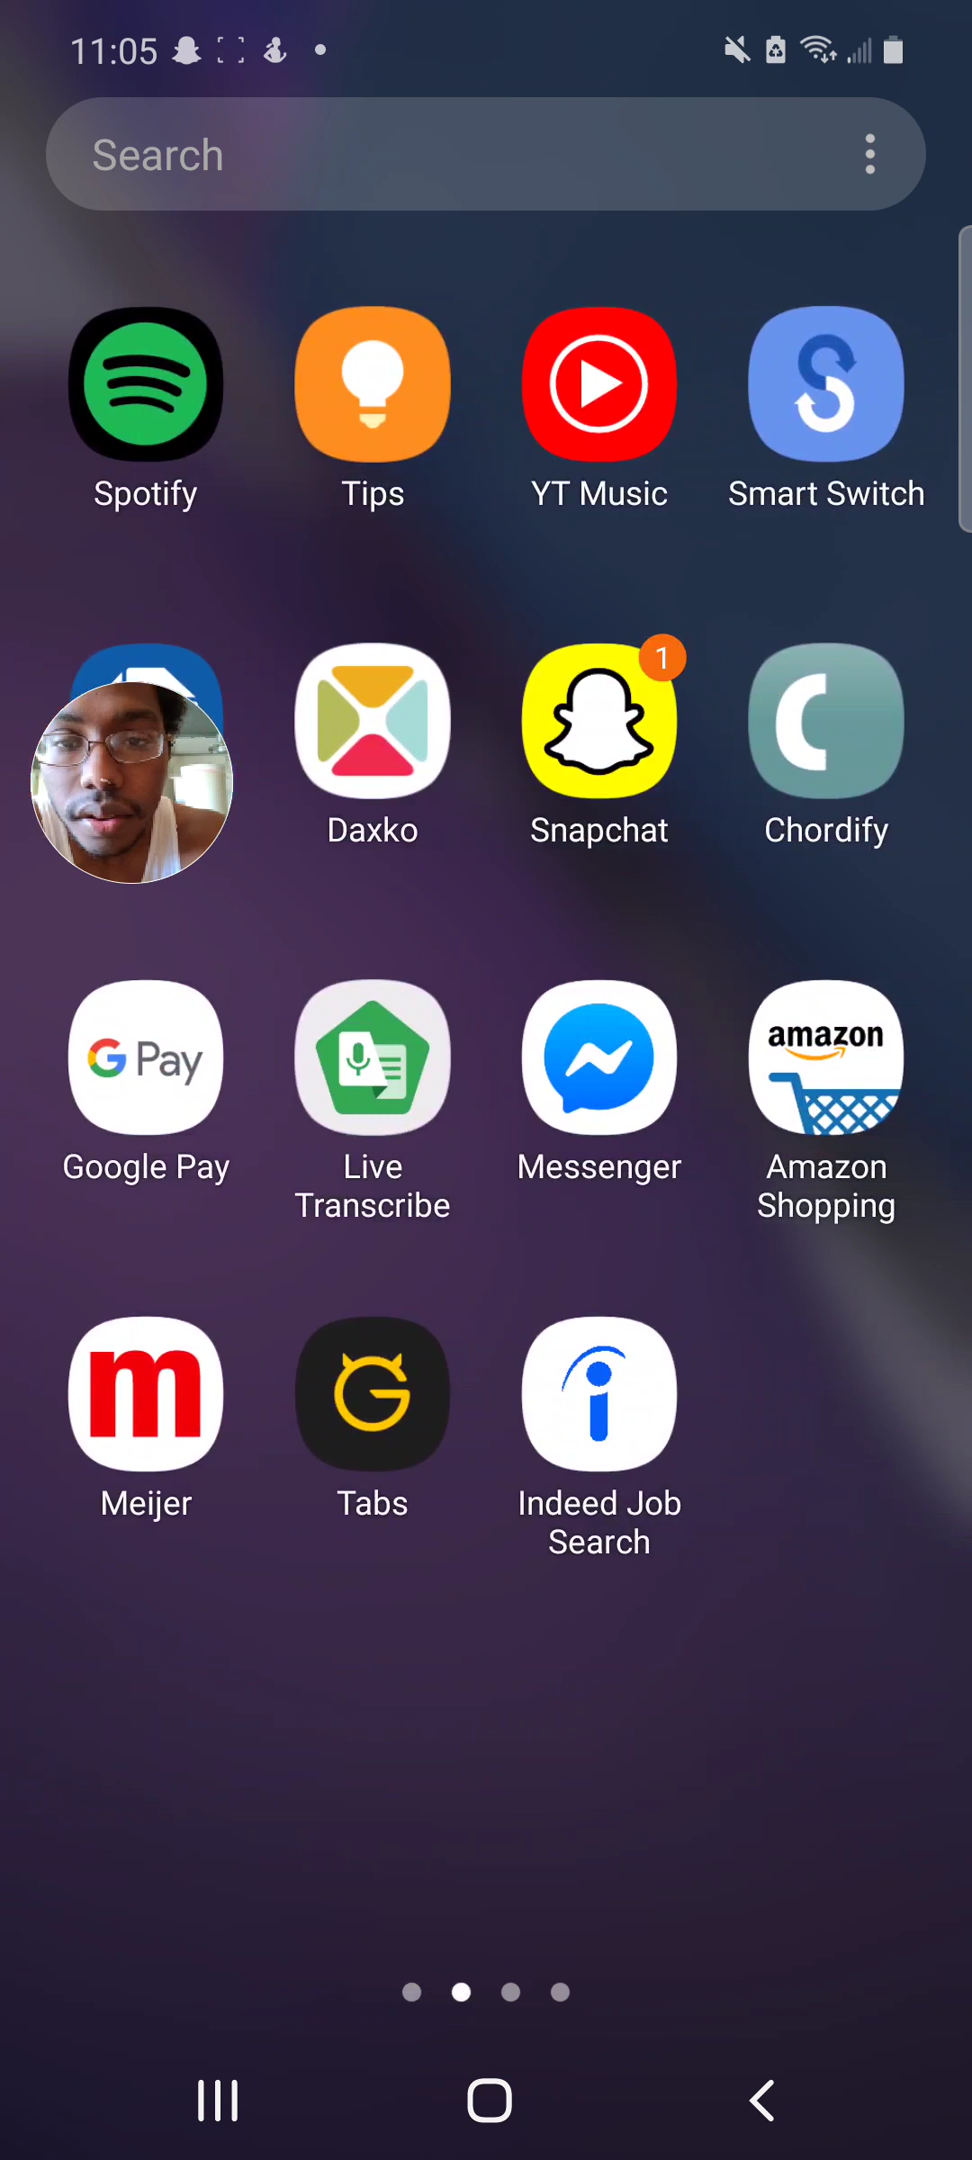 11:05
Search
Spotify
Tips
YT Music
Smart Switch
1
Daxko
Snapchat
Chordify
G Pay
amazon
Google Pay
Live
Transcribe
Messenger
Amazon
Shopping
m
G
i
Meijer
Tabs
Indeed Job
Search